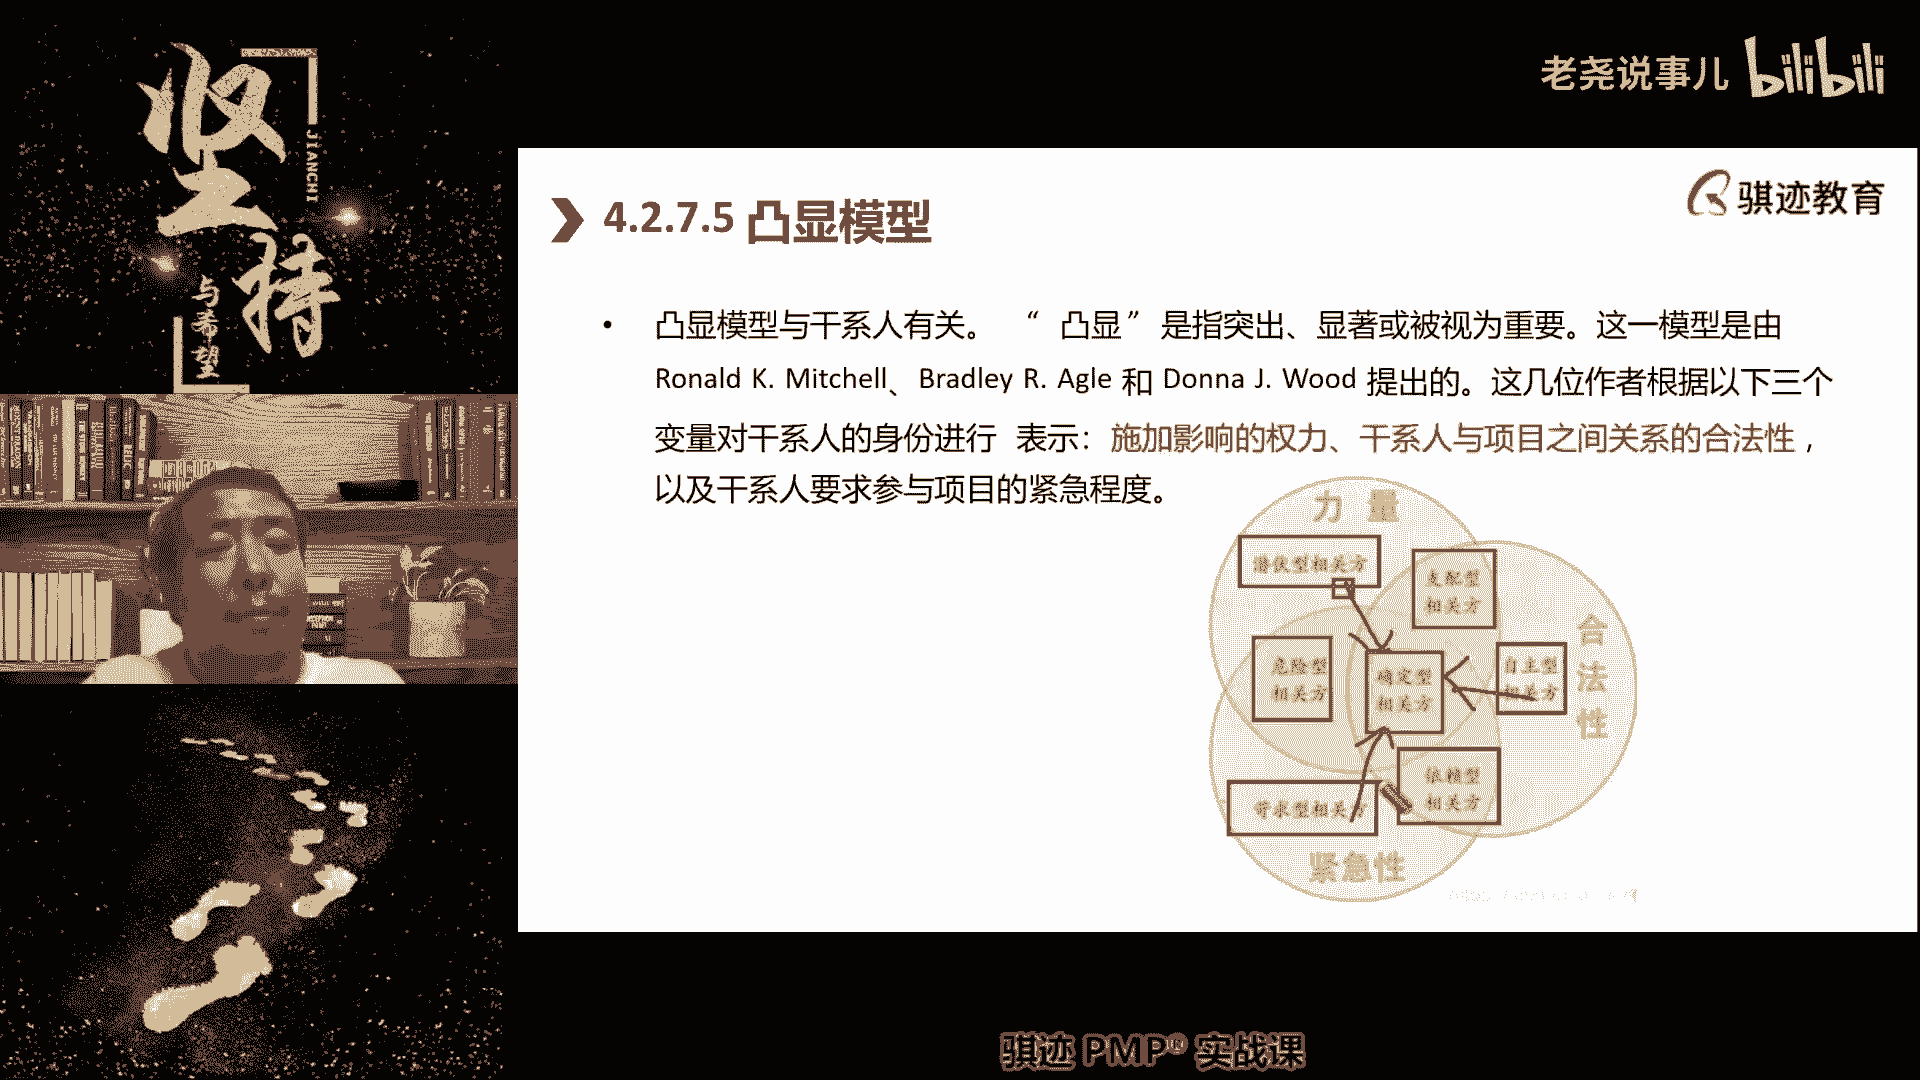 坚持
JIANCHI
与希望
老尧说事儿 bilibili
骐迹教育
4.2.7.5 凸显模型
• 凸显模型与干系人有关。 “ 凸显” 是指突出、显著或被视为重要。这一模型是由
Ronald K. Mitchell、Bradley R. Agle 和 Donna J. Wood 提出的。这几位作者根据以下三个
变量对干系人的身份进行 表示：施加影响的权力、干系人与项目之间关系的合法性，
以及干系人要求参与项目的紧急程度。
力 量
潜伏型相关方
支配型
相关方
合法性
危险型
相关方
确定型
相关方
自主型
相关方
依赖型
相关方
苛求型相关方
紧急性
骐迹 PMP® 实战课